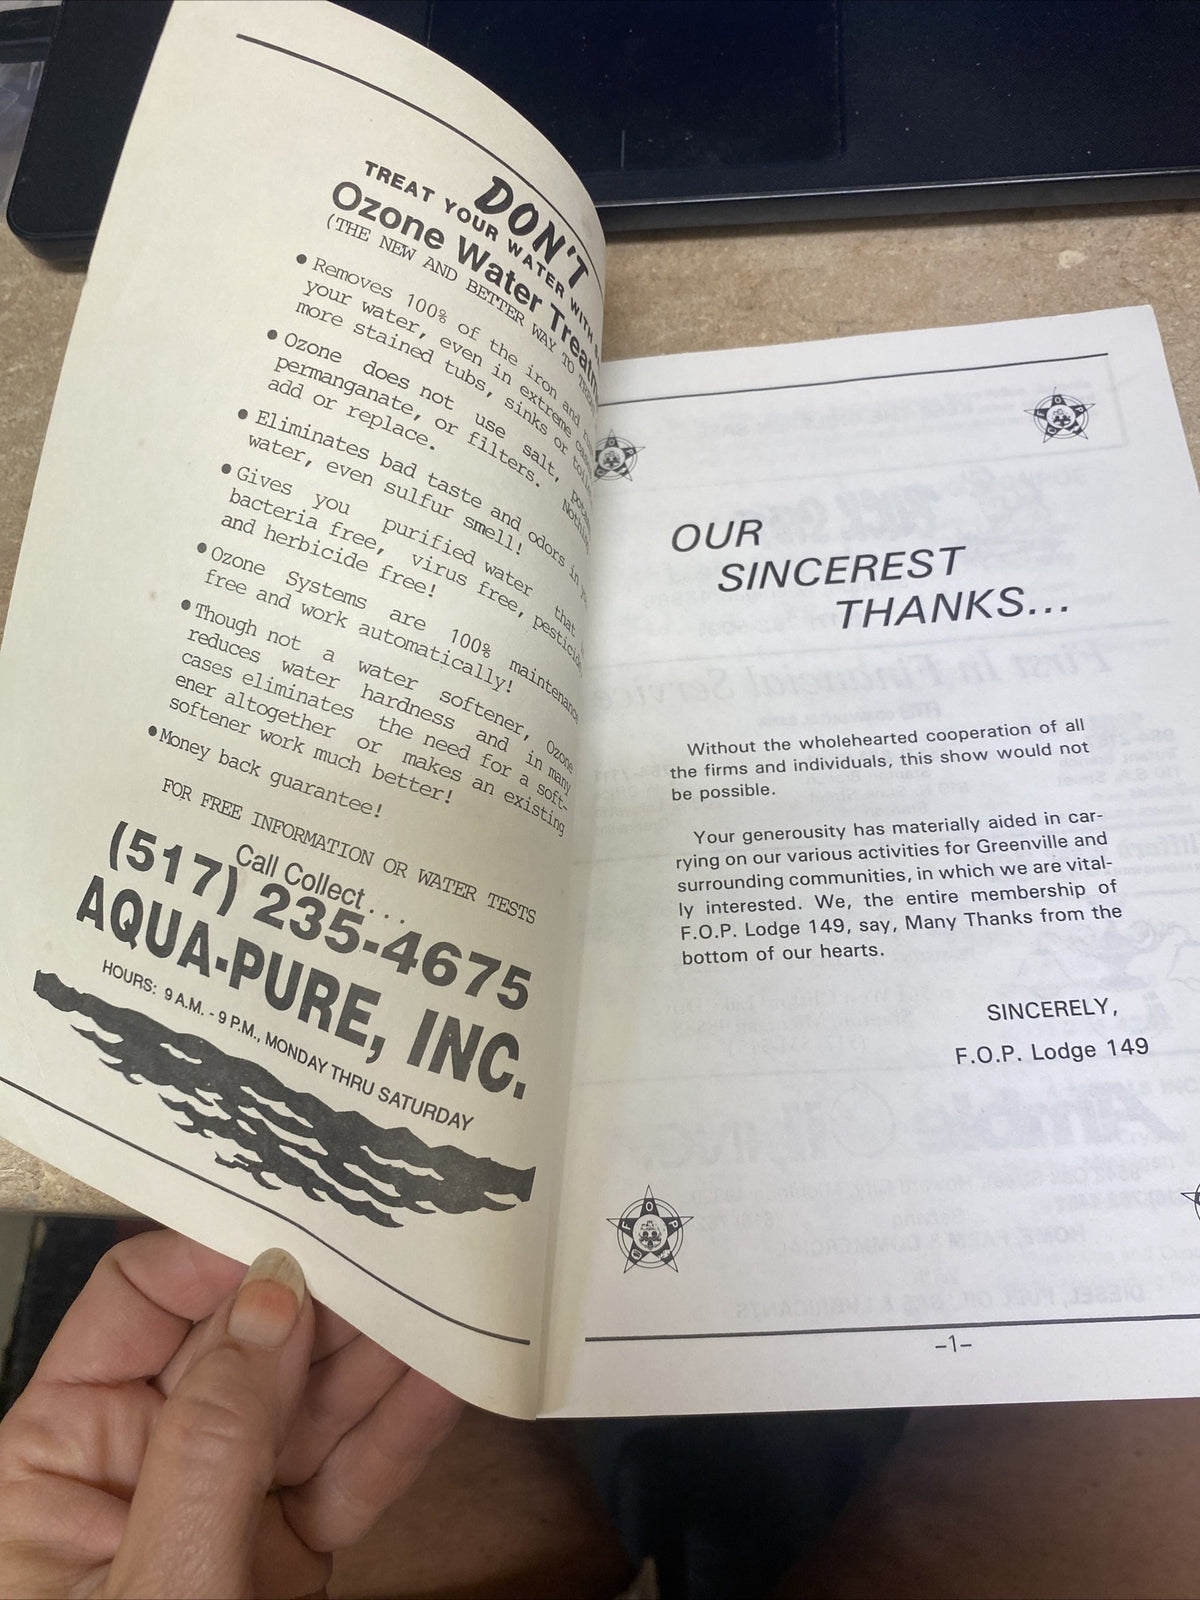 DON'T
TREAT YOUR WATER WITH
Ozone Water
(THE NEW AND BETTER WAY TO
• Removes 100% of the iron and
your water, even in extreme
more stained tubs, sinks or
• Ozone does not use salt,
permanganate, or filters.
add or replace.
• Eliminates bad taste and odors in
water, even sulfur smell!
• Gives you purified water that
bacteria free, virus free, pesticide
and herbicide free!
• Ozone Systems are 100% maintenance
free and work automatically!
• Though not a water softener, Ozone
reduces water hardness and in many
cases eliminates the need for a soft-
ener altogether or makes an existing
softener work much better!
• Money back guarantee!
FOR FREE INFORMATION OR WATER TESTS
Call Collect . . .
(517) 235-4675
AQUA-PURE, INC.
HOURS: 9 A.M. - 9 P.M., MONDAY THRU SATURDAY
OUR
SINCEREST
THANKS...
Without the wholehearted cooperation of all
the firms and individuals, this show would not
be possible.
Your generousity has materially aided in car-
rying on our various activities for Greenville and
surrounding communities, in which we are vital-
ly interested. We, the entire membership of
F.O.P. Lodge 149, say, Many Thanks from the
bottom of our hearts.
SINCERELY,
F.O.P. Lodge 149
F O P
–1–